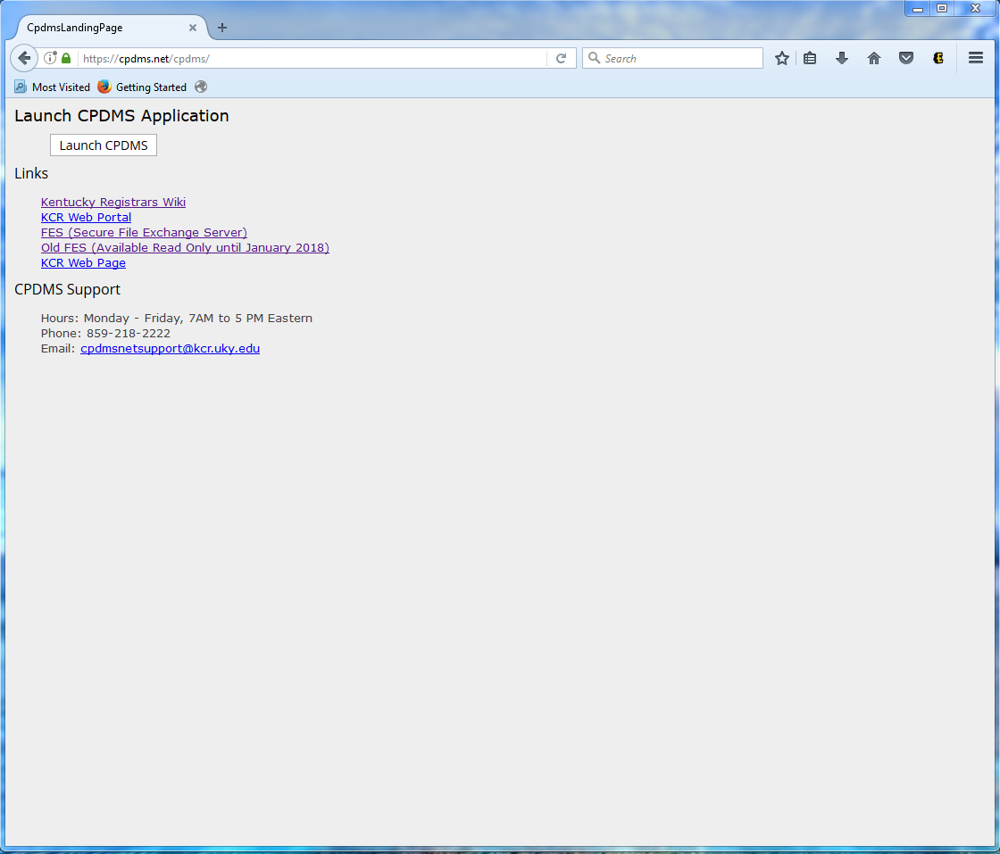 CpdmsLandingPage
https://cpdms.net/cpdms/
Search
Most Visited
Getting Started
Launch CPDMS Application
Launch CPDMS
Links
Kentucky Registrars Wiki
KCR Web Portal
FES (Secure File Exchange Server)
Old FES (Available Read Only until January 2018)
KCR Web Page
CPDMS Support
Hours: Monday - Friday, 7AM to 5 PM Eastern
Phone: 859-218-2222
Email: cpdmsnetsupport@kcr.uky.edu